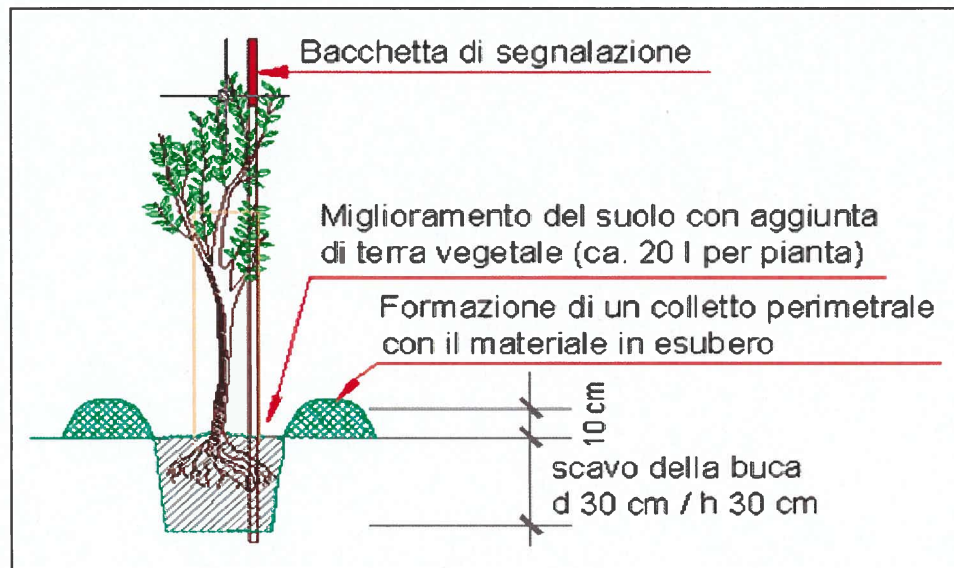 Bacchetta di segnalazione
Miglioramento del suolo con aggiunta
di terra vegetale (ca. 20 l per pianta)
Formazione di un colletto perimetrale
con il materiale in esubero
10 cm
scavo della buca
d 30 cm / h 30 cm